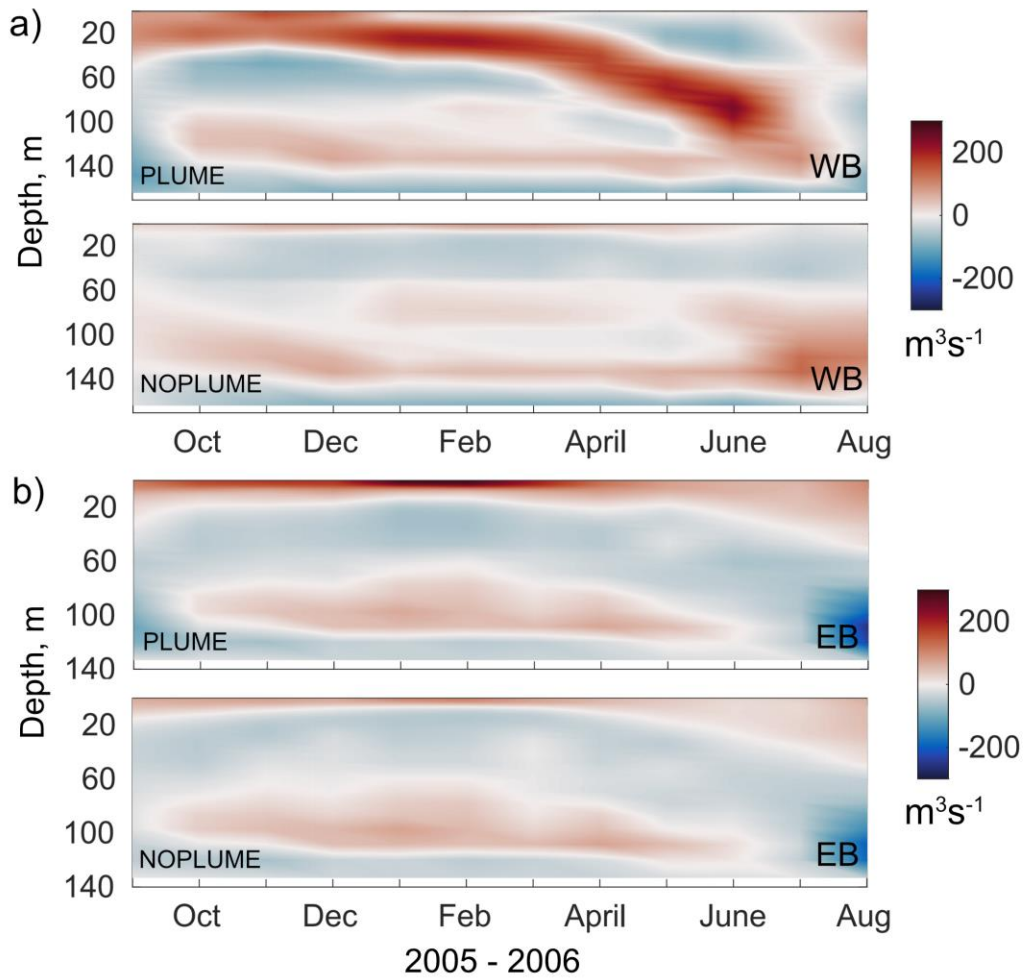 a)
20
60
100
140
PLUME
WB
20
60
100
140
NOPLUME
WB
Depth, m
200
0
-200
m³s⁻¹
Oct Dec Feb April June Aug
b)
20
60
100
140
PLUME
EB
20
60
100
140
NOPLUME
EB
Depth, m
200
0
-200
m³s⁻¹
Oct Dec Feb April June Aug
2005 - 2006